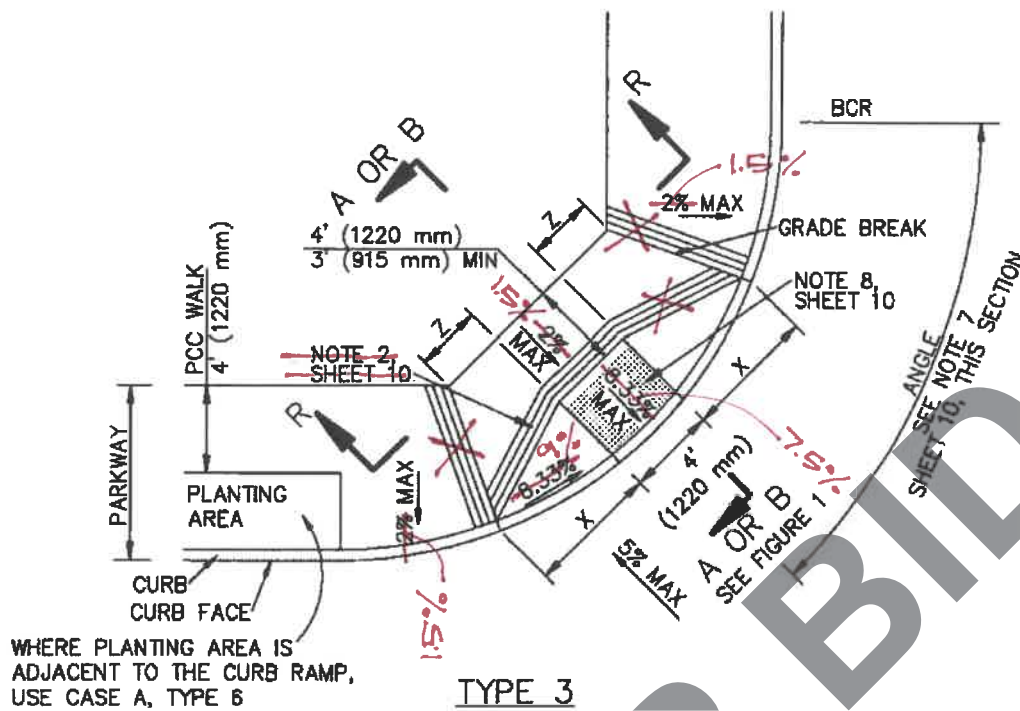 R
BCR
A OR B
1.5%
2% MAX
4' (1220 mm)
3' (915 mm) MIN
Z
GRADE BREAK
NOTE 8,
SHEET 10
PCC WALK
4' (1220 mm)
1.5%
2%
MAX
Z
NOTE 2,
SHEET 10
8.33%
MAX
X
ANGLE
SEE NOTE 7
SHEET 10, THIS SECTION
R
PARKWAY
PLANTING
AREA
2% MAX
9%
8.33%
7.5%
4'
(1220 mm)
X
A OR B
SEE FIGURE 1
5% MAX
1.5%
CURB
CURB FACE
WHERE PLANTING AREA IS
ADJACENT TO THE CURB RAMP,
USE CASE A, TYPE 6
TYPE 3
BID